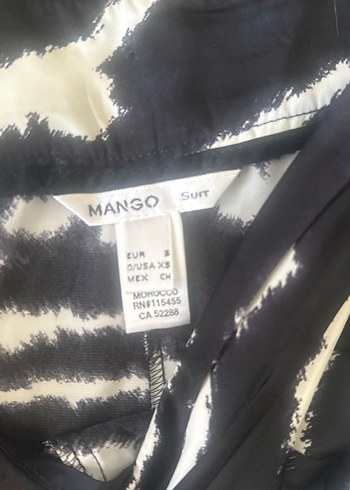 MANGO SUIT
EUR S
G/USA XS
MEX CH
MOROCCO
RN#115455
CA 52288